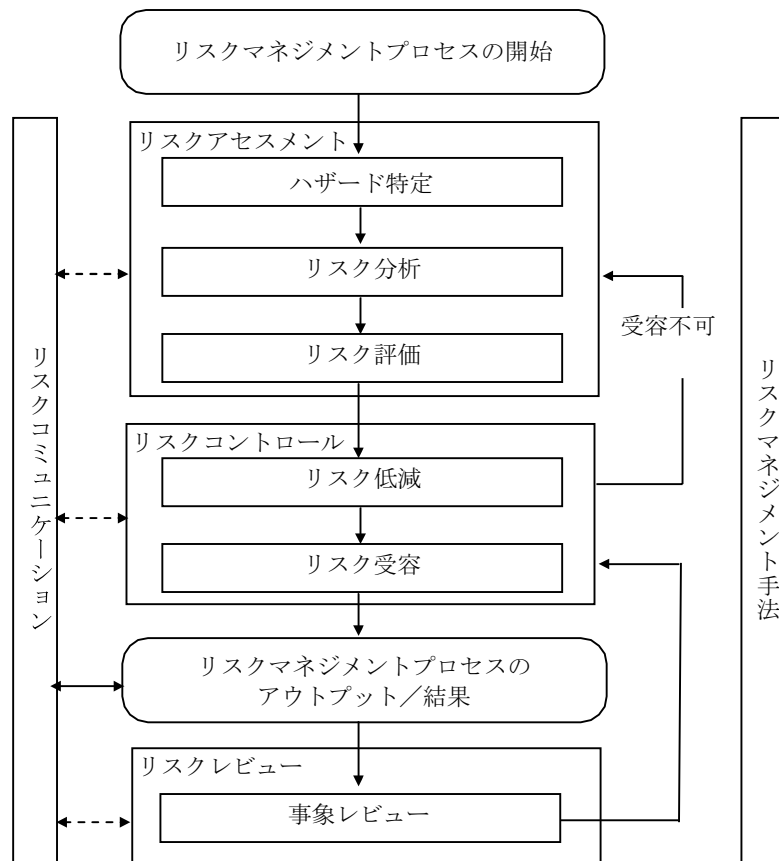 リスクマネジメントプロセスの開始
リスクアセスメント
ハザード特定
リスク分析
リスク評価
受容不可
リスクコミュニケーション
リスクマネジメント手法
リスクコントロール
リスク低減
リスク受容
リスクマネジメントプロセスの
アウトプット／結果
リスクレビュー
事象レビュー